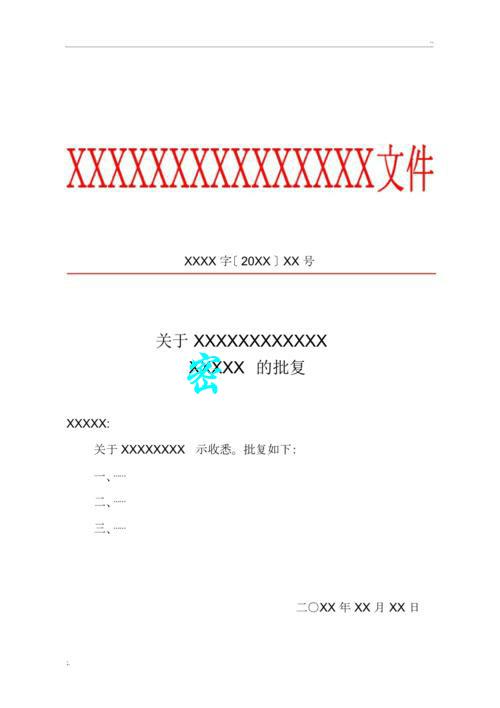 XXXXXXXXXXXXXXX文件
XXXX 字〔 20XX 〕 XX 号
关于 XXXXXXXXXXXX
XXXXX 的批复
密
XXXXX:
关于 XXXXXXXX 示收悉。批复如下:
一、……
二、……
三、……
二〇XX 年 XX 月 XX 日
;.